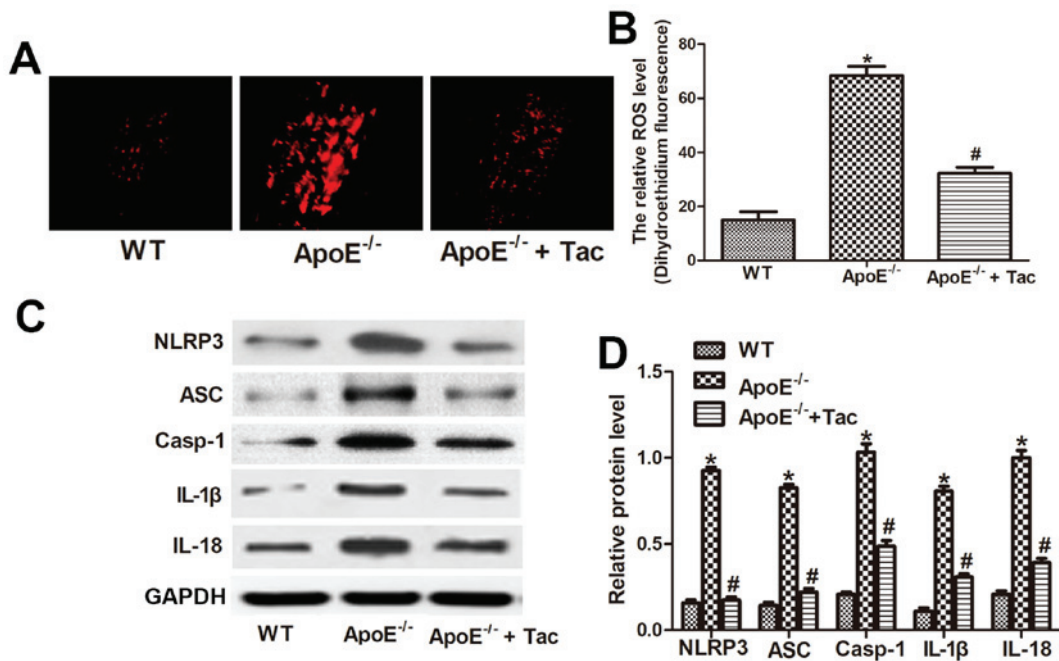 A
WT
ApoE⁻/⁻
ApoE⁻/⁻ + Tac
B
The relative ROS level
(Dihydroethidium fluorescence)
80
60
40
20
0
*
#
WT
ApoE⁻/⁻
ApoE⁻/⁻ + Tac
C
NLRP3
ASC
Casp-1
IL-1β
IL-18
GAPDH
WT
ApoE⁻/⁻
ApoE⁻/⁻ + Tac
D
WT
ApoE⁻/⁻
ApoE⁻/⁻+Tac
Relative protein level
1.5
1.0
0.5
0.0
* # * # * # * # * #
NLRP3 ASC Casp-1 IL-1β IL-18